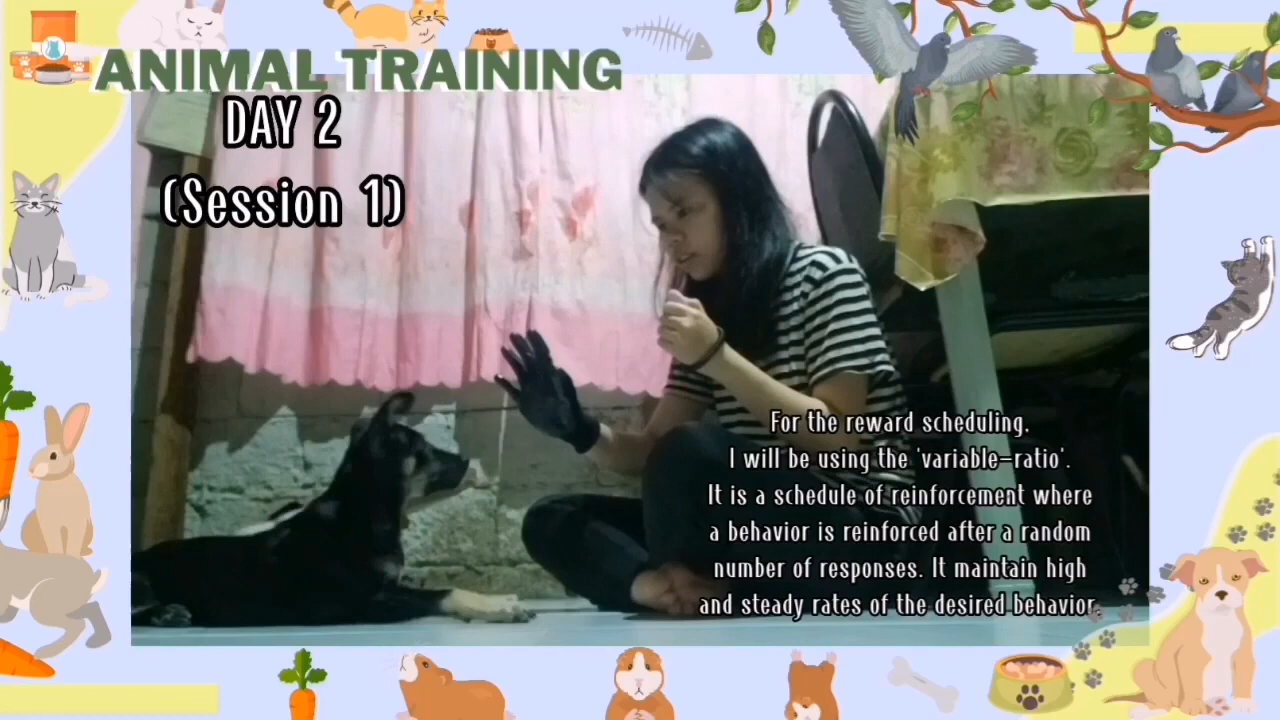 ANIMAL TRAINING
DAY 2
(Session 1)
For the reward scheduling.
I will be using the 'variable-ratio'.
It is a schedule of reinforcement where
a behavior is reinforced after a random
number of responses. It maintain high
and steady rates of the desired behavior.